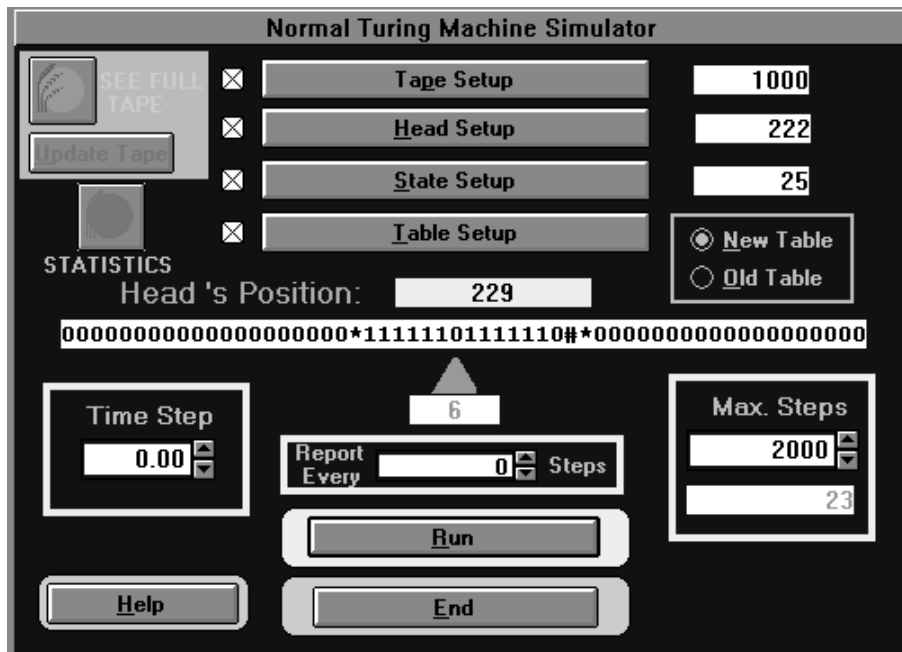 Normal Turing Machine Simulator
SEE FULL TAPE
Update Tape
STATISTICS
Tape Setup 1000
Head Setup 222
State Setup 25
Table Setup
New Table
Old Table
Head 's Position: 229
00000000000000000000*11111101111110#*0000000000000000000
6
Time Step
0.00
Report Every 0 Steps
Max. Steps
2000
23
Run
Help
End